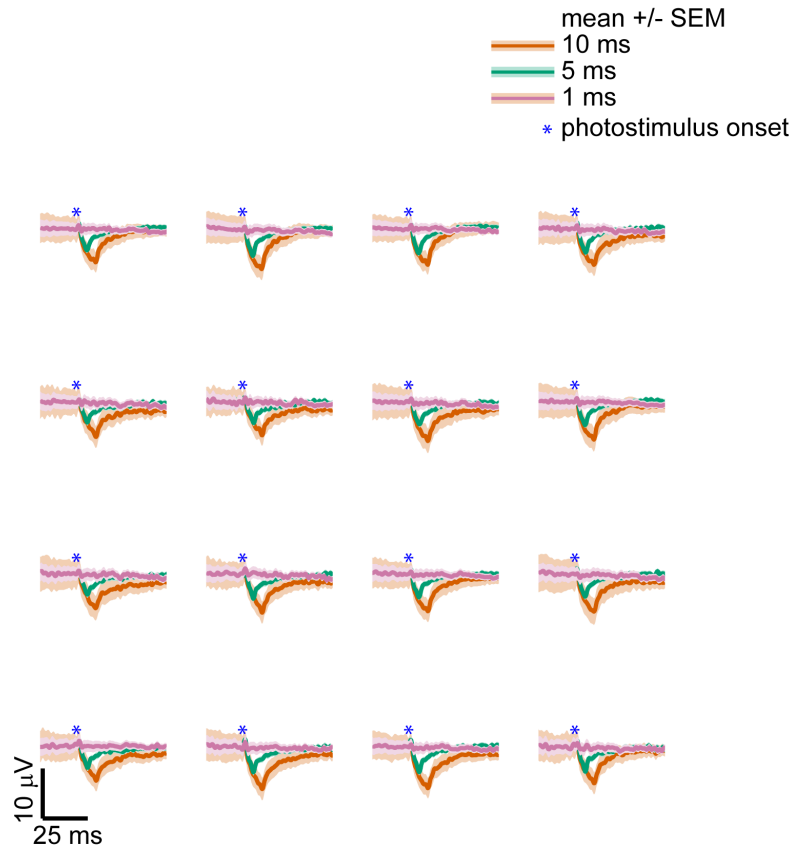 mean +/- SEM
10 ms
5 ms
1 ms
* photostimulus onset
* * * *
* * * *
* * * *
* * * *
10 μV
25 ms